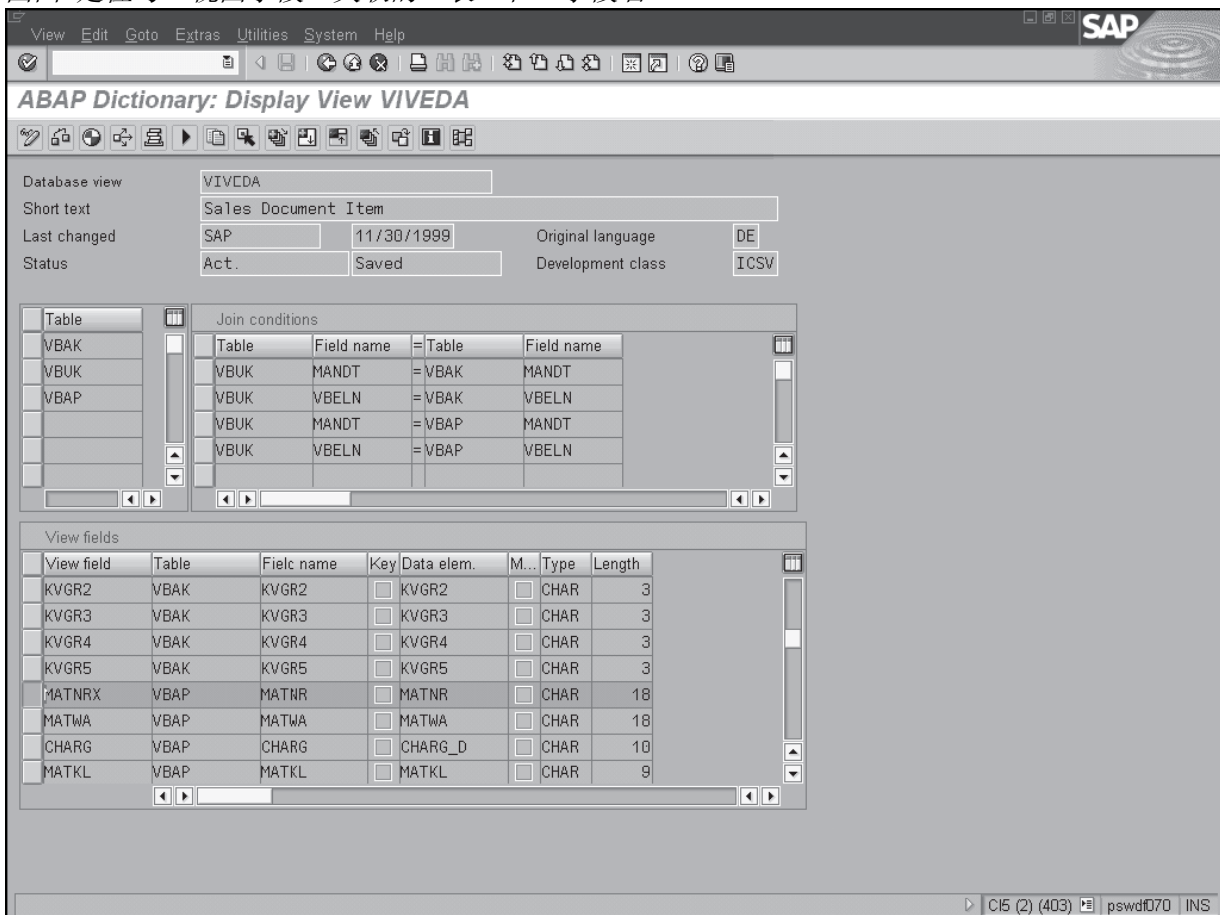 View Edit Goto Extras Utilities System Help
SAP
ABAP Dictionary: Display View VIVEDA
Database view VIVEDA
Short text Sales Document Item
Last changed SAP 11/30/1999 Original language DE
Status Act. Saved Development class ICSV
Table
VBAK
VBUK
VBAP
Join conditions
Table Field name = Table Field name
VBUK MANDT = VBAK MANDT
VBUK VBELN = VBAK VBELN
VBUK MANDT = VBAP MANDT
VBUK VBELN = VBAP VBELN
View fields
View field Table Field name Key Data elem. M... Type Length
KVGR2 VBAK KVGR2 KVGR2 CHAR 3
KVGR3 VBAK KVGR3 KVGR3 CHAR 3
KVGR4 VBAK KVGR4 KVGR4 CHAR 3
KVGR5 VBAK KVGR5 KVGR5 CHAR 3
MATNRX VBAP MATNR MATNR CHAR 18
MATWA VBAP MATWA MATWA CHAR 18
CHARG VBAP CHARG CHARG_D CHAR 10
MATKL VBAP MATKL MATKL CHAR 9
CI5 (2) (403) pswdf070 INS